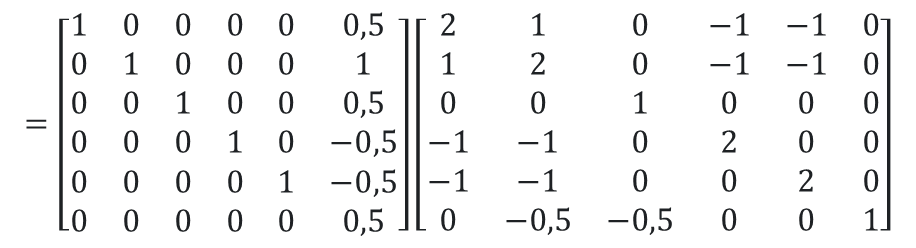 1 0 0 0 0 0,5 2 1 0 −1 −1 0
0 1 0 0 0 1 1 2 0 −1 −1 0
0 0 1 0 0 0,5 0 0 1 0 0 0
= 0 0 0 1 0 −0,5 −1 −1 0 2 0 0
0 0 0 0 1 −0,5 −1 −1 0 0 2 0
0 0 0 0 0 0,5 0 −0,5 −0,5 0 0 1